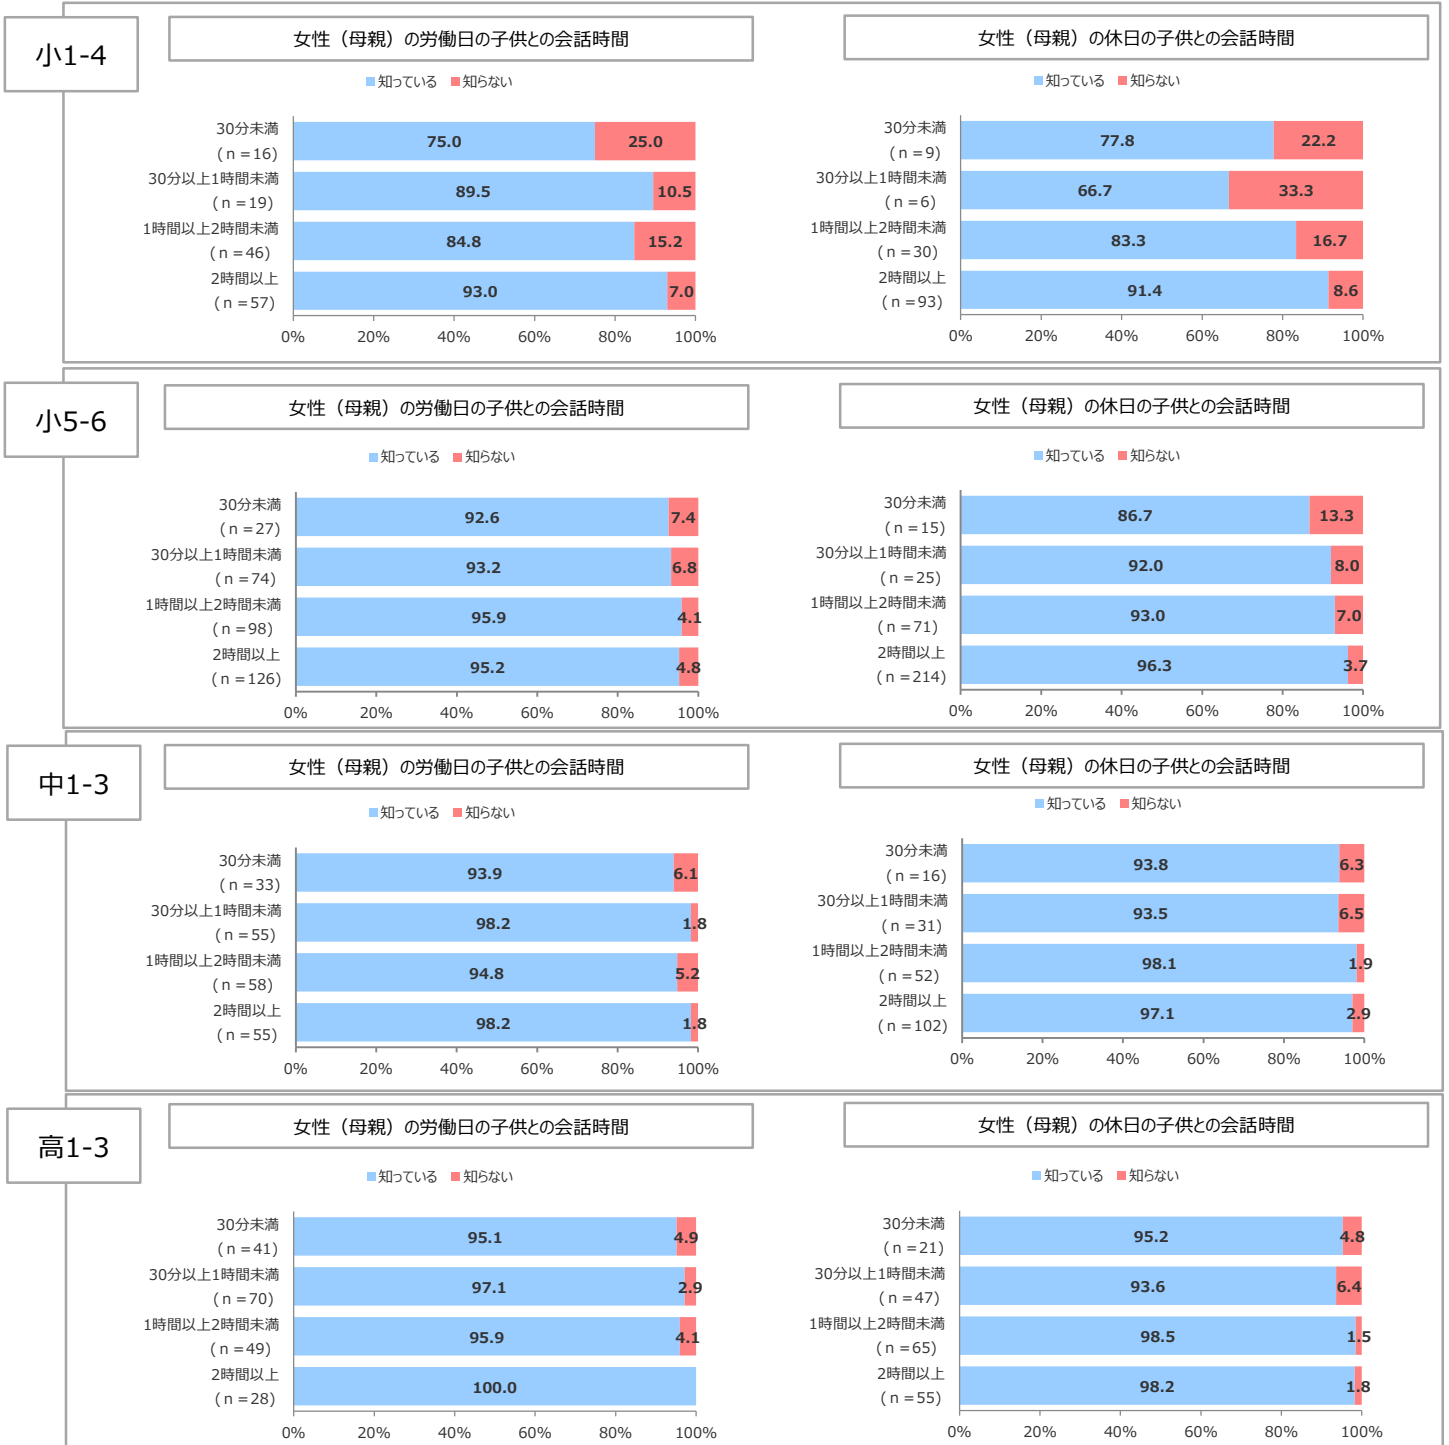 小1-4
女性（母親）の労働日の子供との会話時間
知っている 知らない
30分未満
(ｎ＝16)
75.0 25.0
30分以上1時間未満
(ｎ＝19)
89.5 10.5
1時間以上2時間未満
(ｎ＝46)
84.8 15.2
2時間以上
(ｎ＝57)
93.0 7.0
0% 20% 40% 60% 80% 100%
女性（母親）の休日の子供との会話時間
知っている 知らない
30分未満
(ｎ＝9)
77.8 22.2
30分以上1時間未満
(ｎ＝6)
66.7 33.3
1時間以上2時間未満
(ｎ＝30)
83.3 16.7
2時間以上
(ｎ＝93)
91.4 8.6
0% 20% 40% 60% 80% 100%
小5-6
女性（母親）の労働日の子供との会話時間
知っている 知らない
30分未満
(ｎ＝27)
92.6 7.4
30分以上1時間未満
(ｎ＝74)
93.2 6.8
1時間以上2時間未満
(ｎ＝98)
95.9 4.1
2時間以上
(ｎ＝126)
95.2 4.8
0% 20% 40% 60% 80% 100%
女性（母親）の休日の子供との会話時間
知っている 知らない
30分未満
(ｎ＝15)
86.7 13.3
30分以上1時間未満
(ｎ＝25)
92.0 8.0
1時間以上2時間未満
(ｎ＝71)
93.0 7.0
2時間以上
(ｎ＝214)
96.3 3.7
0% 20% 40% 60% 80% 100%
中1-3
女性（母親）の労働日の子供との会話時間
知っている 知らない
30分未満
(ｎ＝33)
93.9 6.1
30分以上1時間未満
(ｎ＝55)
98.2 1.8
1時間以上2時間未満
(ｎ＝58)
94.8 5.2
2時間以上
(ｎ＝55)
98.2 1.8
0% 20% 40% 60% 80% 100%
女性（母親）の休日の子供との会話時間
知っている 知らない
30分未満
(ｎ＝16)
93.8 6.3
30分以上1時間未満
(ｎ＝31)
93.5 6.5
1時間以上2時間未満
(ｎ＝52)
98.1 1.9
2時間以上
(ｎ＝102)
97.1 2.9
0% 20% 40% 60% 80% 100%
高1-3
女性（母親）の労働日の子供との会話時間
知っている 知らない
30分未満
(ｎ＝41)
95.1 4.9
30分以上1時間未満
(ｎ＝70)
97.1 2.9
1時間以上2時間未満
(ｎ＝49)
95.9 4.1
2時間以上
(ｎ＝28)
100.0
0% 20% 40% 60% 80% 100%
女性（母親）の休日の子供との会話時間
知っている 知らない
30分未満
(ｎ＝21)
95.2 4.8
30分以上1時間未満
(ｎ＝47)
93.6 6.4
1時間以上2時間未満
(ｎ＝65)
98.5 1.5
2時間以上
(ｎ＝55)
98.2 1.8
0% 20% 40% 60% 80% 100%